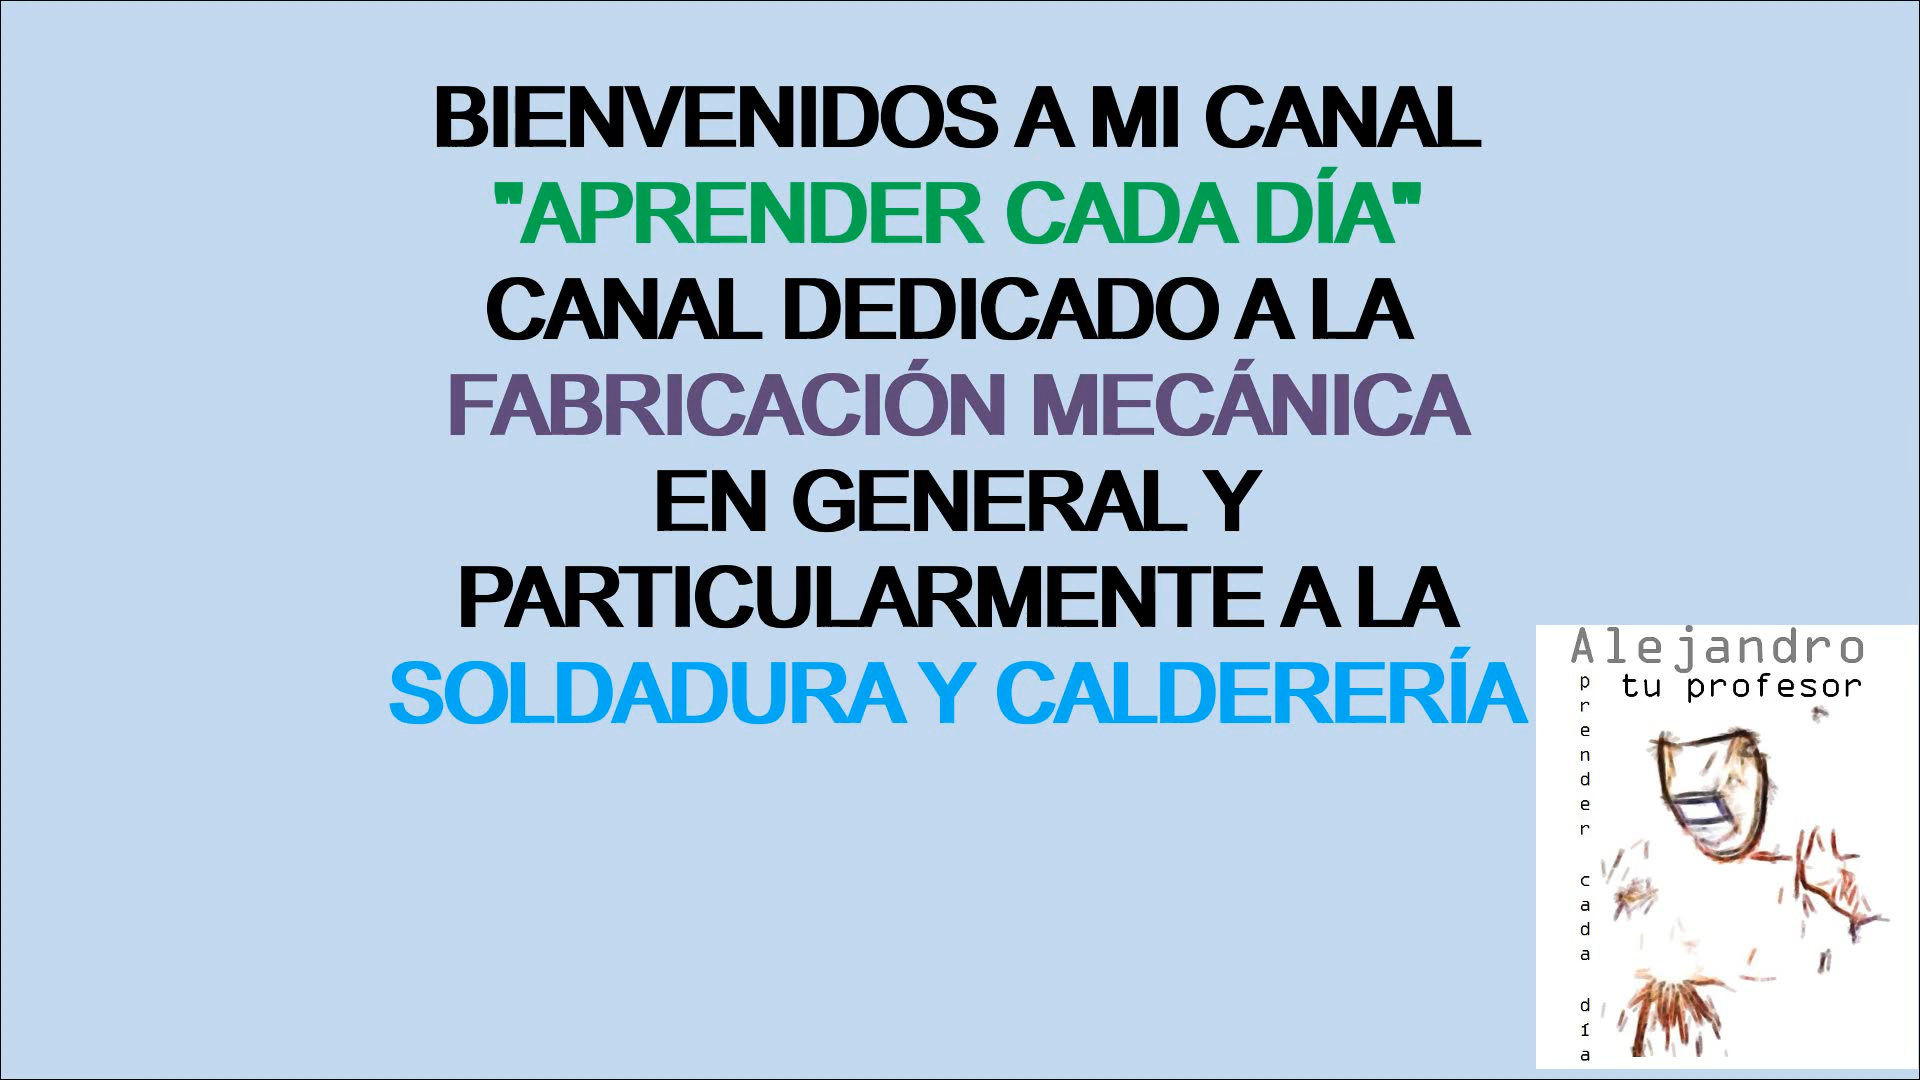 BIENVENIDOS A MI CANAL
"APRENDER CADA DÍA"
CANAL DEDICADO A LA
FABRICACIÓN MECÁNICA
EN GENERAL Y
PARTICULARMENTE A LA
SOLDADURA Y CALDERERÍA
Alejandro
tu profesor
prender cada día